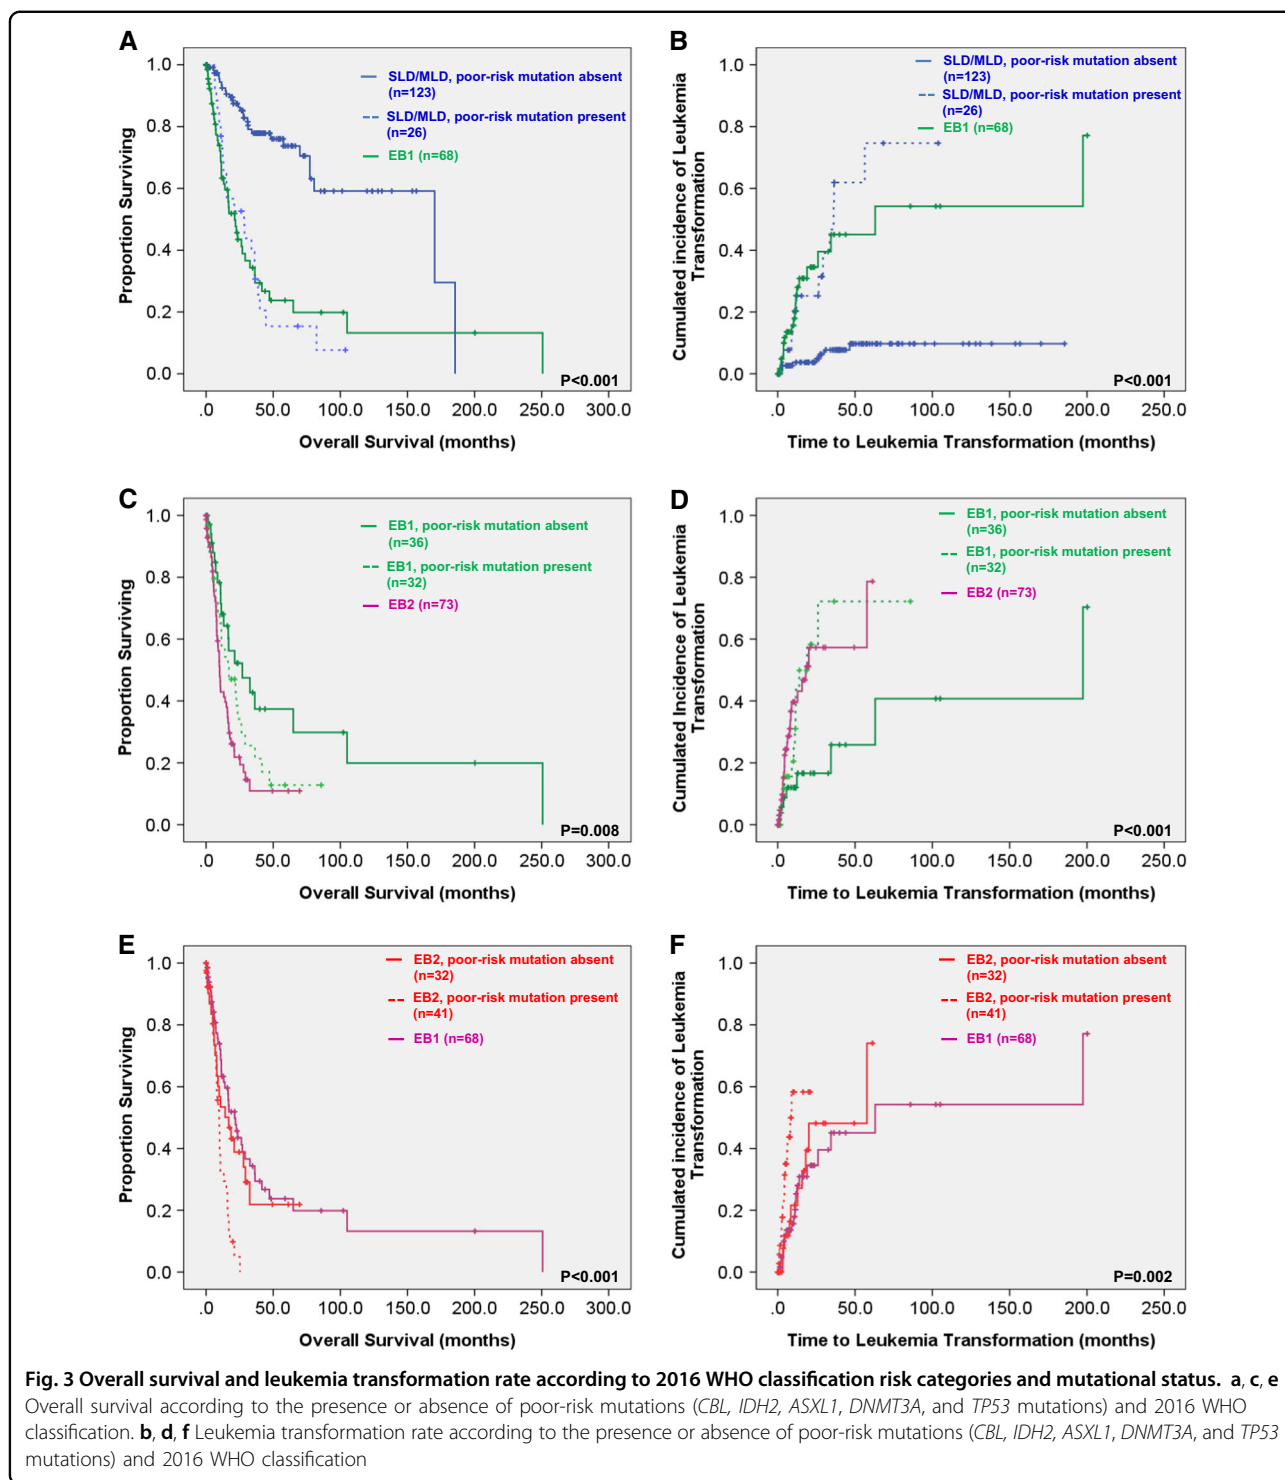 A
1.0
0.8
0.6
0.4
0.2
0.0
Proportion Surviving
SLD/MLD, poor-risk mutation absent
(n=123)
SLD/MLD, poor-risk mutation present
(n=26)
EB1 (n=68)
P<0.001
.0 50.0 100.0 150.0 200.0 250.0 300.0
Overall Survival (months)
B
1.0
0.8
0.6
0.4
0.2
0.0
Cumulated incidence of Leukemia
Transformation
SLD/MLD, poor-risk mutation absent
(n=123)
SLD/MLD, poor-risk mutation present
(n=26)
EB1 (n=68)
P<0.001
.0 50.0 100.0 150.0 200.0 250.0
Time to Leukemia Transformation (months)
C
1.0
0.8
0.6
0.4
0.2
0.0
Proportion Surviving
EB1, poor-risk mutation absent
(n=36)
EB1, poor-risk mutation present
(n=32)
EB2 (n=73)
P=0.008
.0 50.0 100.0 150.0 200.0 250.0 300.0
Overall Survival (months)
D
1.0
0.8
0.6
0.4
0.2
0.0
Cumulated Incidence of Leukemia
Transformation
EB1, poor-risk mutation absent
(n=36)
EB1, poor-risk mutation present
(n=32)
EB2 (n=73)
P<0.001
.0 50.0 100.0 150.0 200.0 250.0
Time to Leukemia Transformation (months)
E
1.0
0.8
0.6
0.4
0.2
0.0
Proportion Surviving
EB2, poor-risk mutation absent
(n=32)
EB2, poor-risk mutation present
(n=41)
EB1 (n=68)
P<0.001
.0 50.0 100.0 150.0 200.0 250.0 300.0
Overall Survival (months)
F
1.0
0.8
0.6
0.4
0.2
0.0
Cumulated incidence of Leukemia
Transformation
EB2, poor-risk mutation absent
(n=32)
EB2, poor-risk mutation present
(n=41)
EB1 (n=68)
P=0.002
.0 50.0 100.0 150.0 200.0 250.0
Time to Leukemia Transformation (months)
Fig. 3 Overall survival and leukemia transformation rate according to 2016 WHO classification risk categories and mutational status. a, c, e
Overall survival according to the presence or absence of poor-risk mutations (CBL, IDH2, ASXL1, DNMT3A, and TP53 mutations) and 2016 WHO
classification. b, d, f Leukemia transformation rate according to the presence or absence of poor-risk mutations (CBL, IDH2, ASXL1, DNMT3A, and TP53
mutations) and 2016 WHO classification